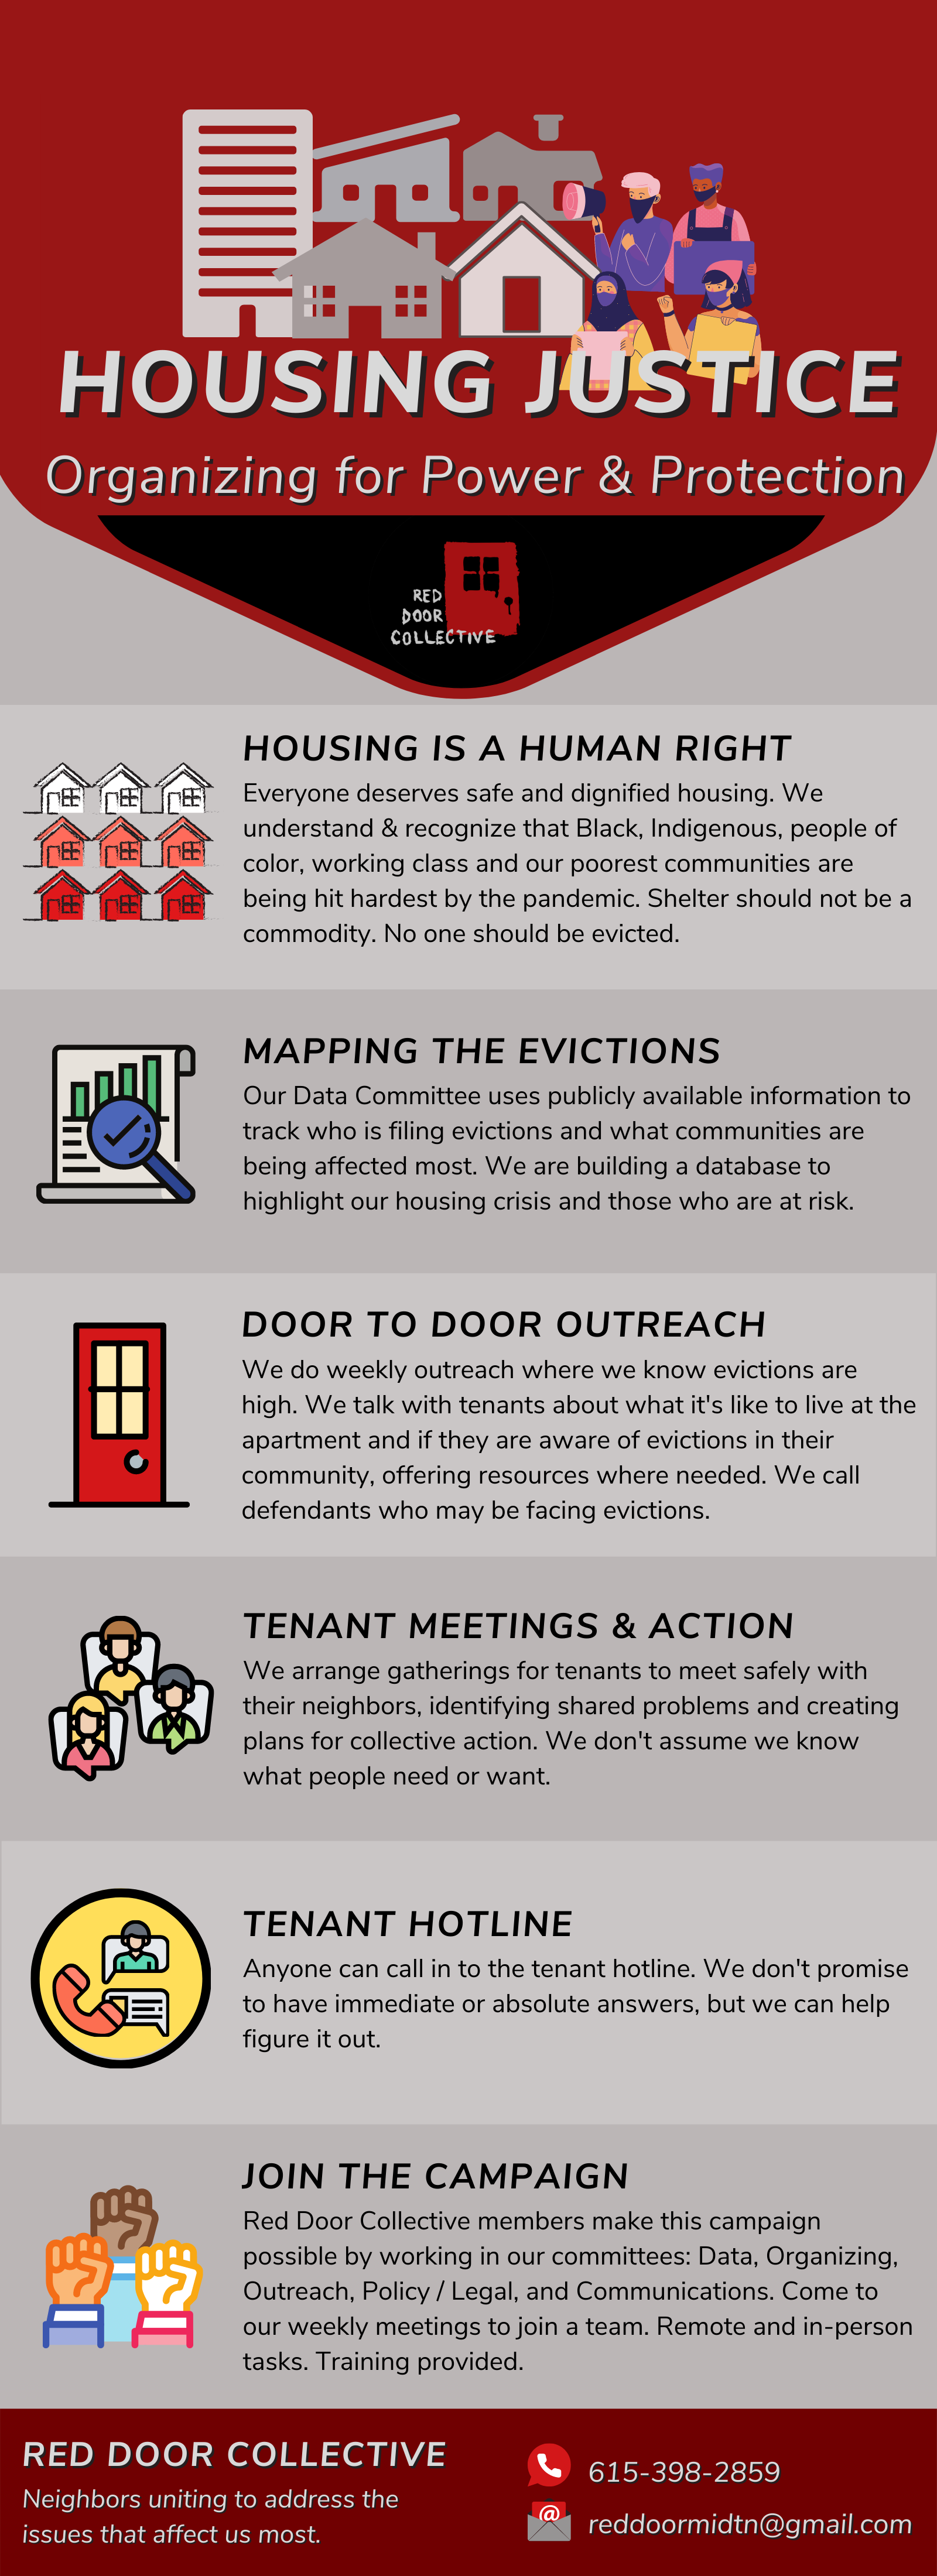 HOUSING JUSTICE
Organizing for Power & Protection
RED
DOOR
COLLECTIVE
HOUSING IS A HUMAN RIGHT
Everyone deserves safe and dignified housing. We
understand & recognize that Black, Indigenous, people of
color, working class and our poorest communities are
being hit hardest by the pandemic. Shelter should not be a
commodity. No one should be evicted.
MAPPING THE EVICTIONS
Our Data Committee uses publicly available information to
track who is filing evictions and what communities are
being affected most. We are building a database to
highlight our housing crisis and those who are at risk.
DOOR TO DOOR OUTREACH
We do weekly outreach where we know evictions are
high. We talk with tenants about what it's like to live at the
apartment and if they are aware of evictions in their
community, offering resources where needed. We call
defendants who may be facing evictions.
TENANT MEETINGS & ACTION
We arrange gatherings for tenants to meet safely with
their neighbors, identifying shared problems and creating
plans for collective action. We don't assume we know
what people need or want.
TENANT HOTLINE
Anyone can call in to the tenant hotline. We don't promise
to have immediate or absolute answers, but we can help
figure it out.
JOIN THE CAMPAIGN
Red Door Collective members make this campaign
possible by working in our committees: Data, Organizing,
Outreach, Policy / Legal, and Communications. Come to
our weekly meetings to join a team. Remote and in-person
tasks. Training provided.
RED DOOR COLLECTIVE
Neighbors uniting to address the
issues that affect us most.
615-398-2859
reddoormidtn@gmail.com